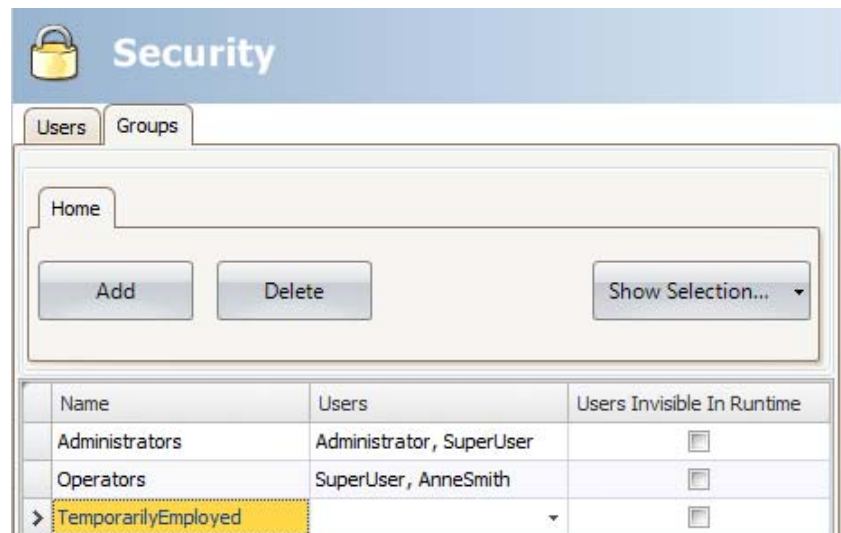 Security
Users Groups
Home
Add Delete Show Selection...
Name Users Users Invisible In Runtime
Administrators Administrator, SuperUser
Operators SuperUser, AnneSmith
TemporarilyEmployed